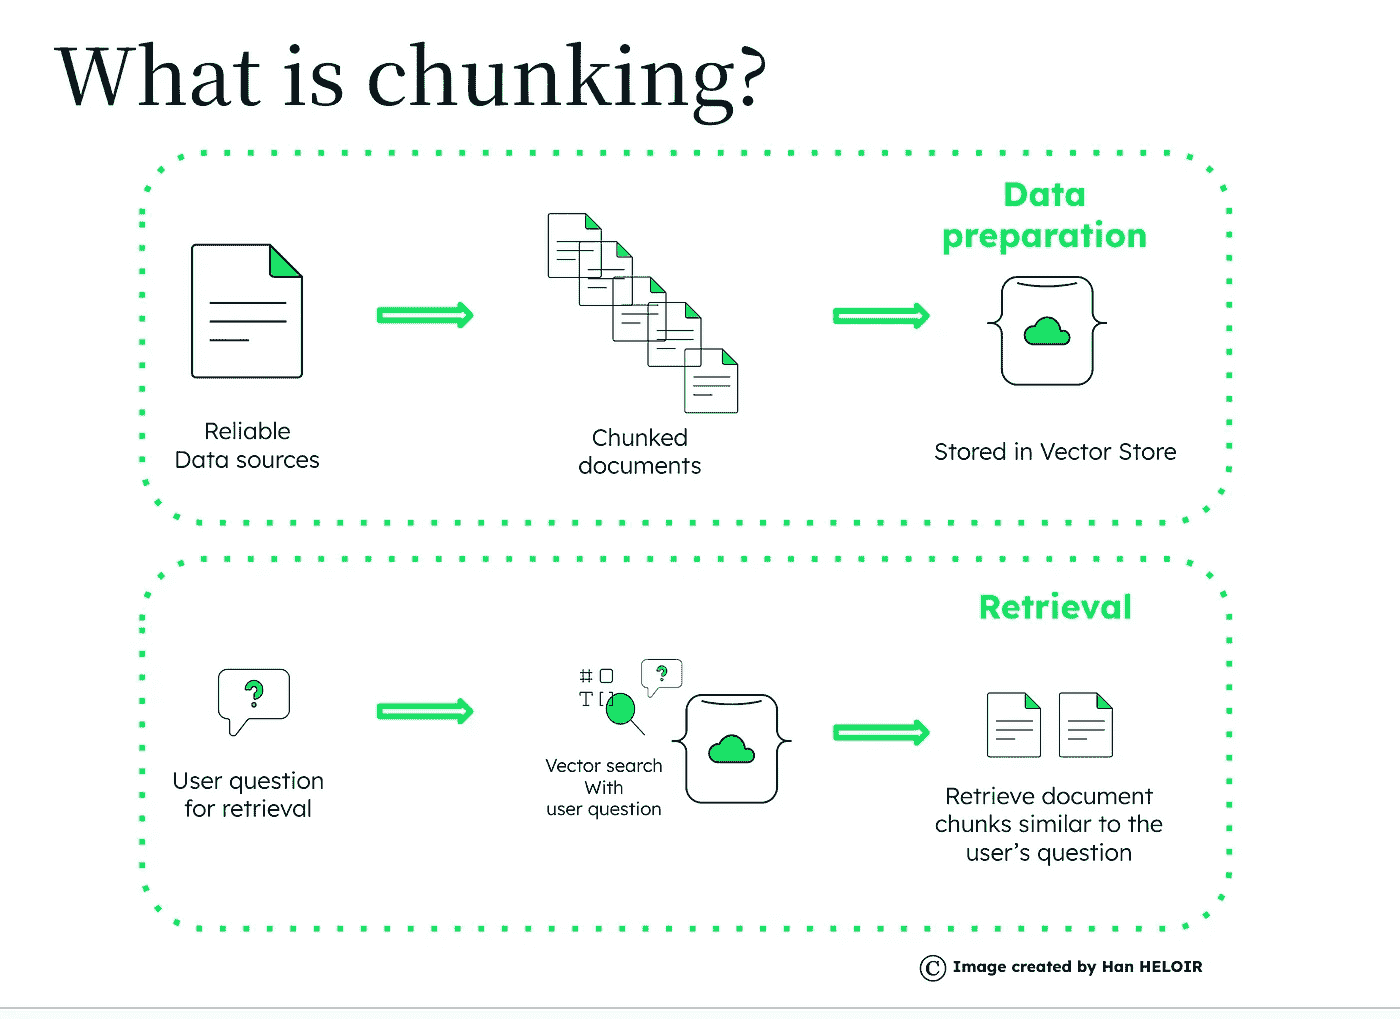 What is chunking?
Data
preparation
Reliable
Data sources
Chunked
documents
Stored in Vector Store
Retrieval
?
User question
for retrieval
# T []
?
Vector search
With
user question
Retrieve document
chunks similar to the
user's question
© Image created by Han HELOIR